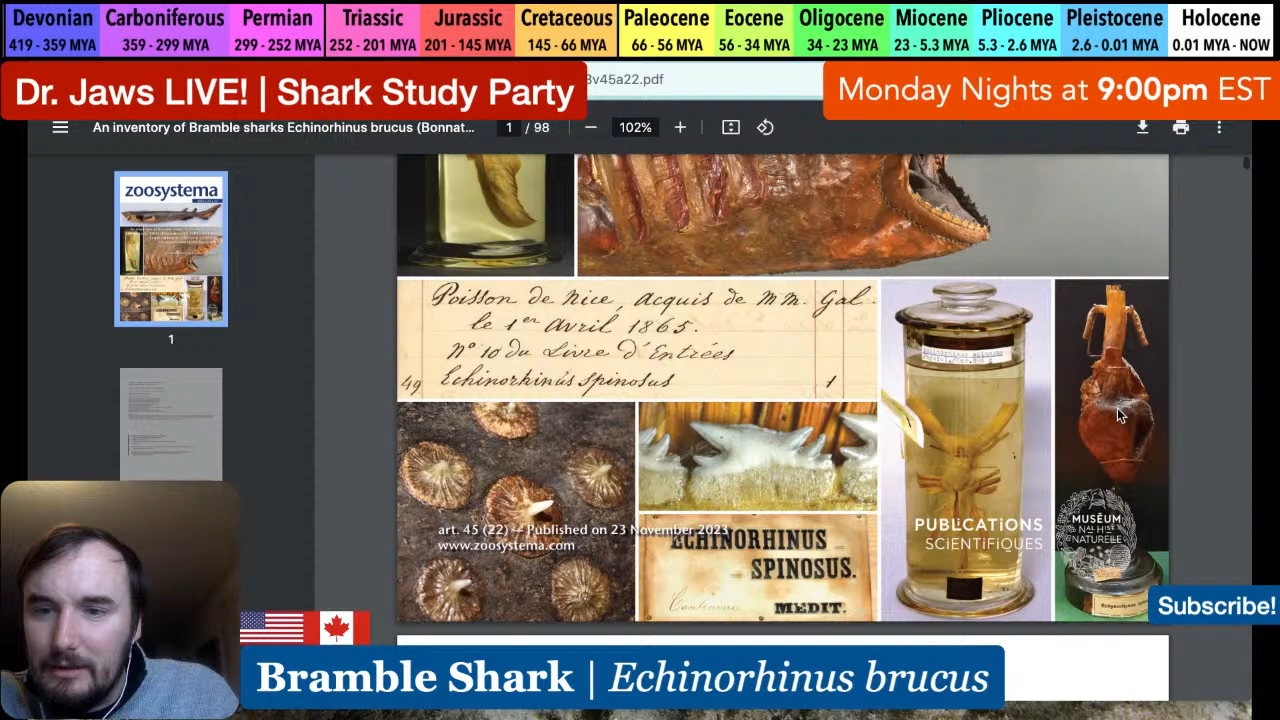 Devonian Carboniferous Permian Triassic Jurassic Cretaceous Paleocene Eocene Oligocene Miocene Pliocene Pleistocene Holocene
419 - 359 MYA 359 - 299 MYA 299 - 252 MYA 252 - 201 MYA 201 - 145 MYA 145 - 66 MYA 66 - 56 MYA 56 - 34 MYA 34 - 23 MYA 23 - 5.3 MYA 5.3 - 2.6 MYA 2.6 - 0.01 MYA 0.01 MYA - NOW
Dr. Jaws LIVE! | Shark Study Party
3v45a22.pdf
Monday Nights at 9:00pm EST
An inventory of Bramble sharks Echinorhinus brucus (Bonnat... 1 / 98 102%
zoosystema
1
Poisson de Nice, acquis de MM. Gal.
le 1er Avril 1865.
N° 10 du Livre d'Entrées
49 Echinorhinus spinosus 1
art. 45 (22) — Published on 23 November 2023
www.zoosystema.com
ECHINORHINUS
SPINOSUS.
MEDIT.
PUBLICATIONS
SCIENTIFIQUES
MUSÉUM
NAT HIST
NATURELLE
Subscribe!
Bramble Shark | Echinorhinus brucus